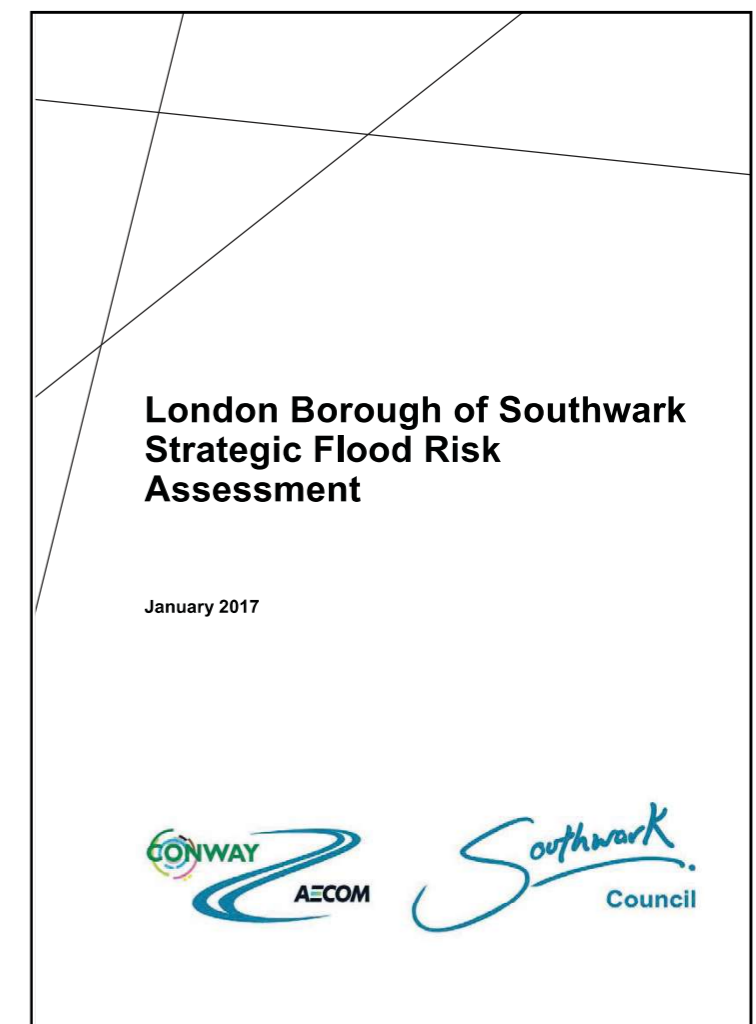 London Borough of Southwark
Strategic Flood Risk
Assessment
January 2017
CONWAY
AECOM
Southwark
Council